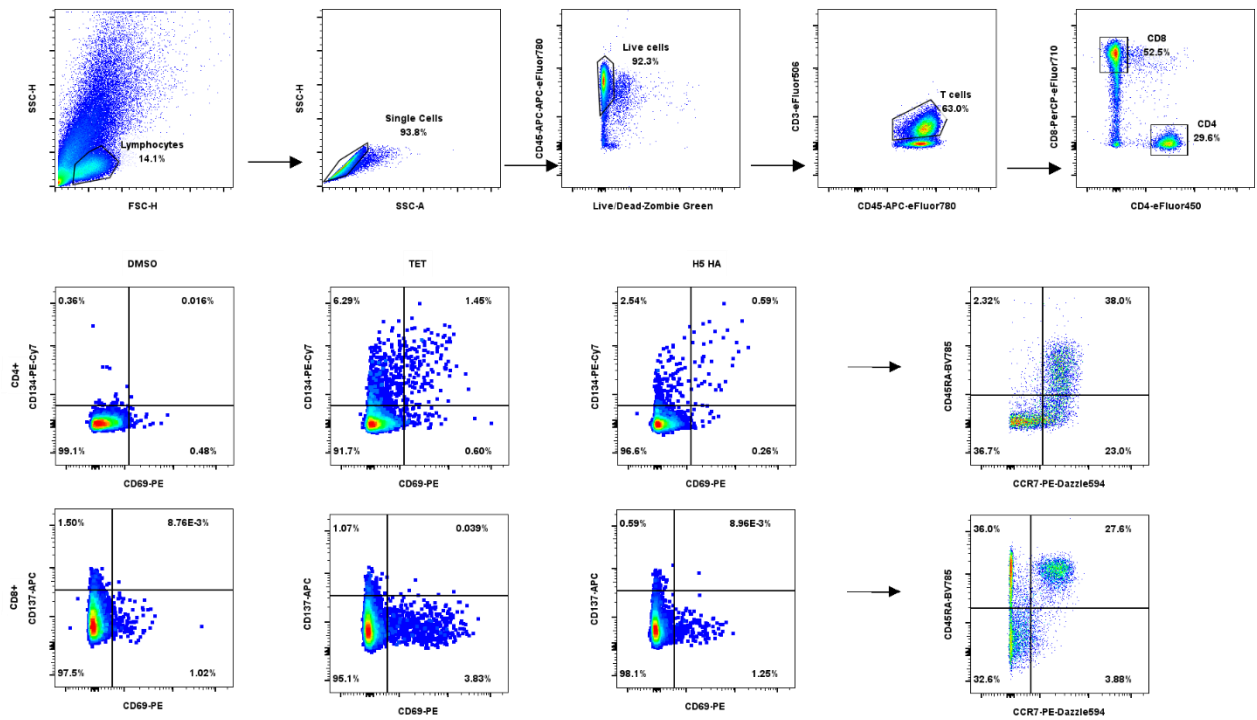 SSC-H
Lymphocytes
14.1%
FSC-H
SSC-H
Single Cells
93.8%
SSC-A
CD45-APC-APC-eFluor780
Live cells
92.3%
Live/Dead-Zombie Green
CD3-eFluor506
T cells
63.0%
CD45-APC-eFluor780
CD8-PerCP-eFluor710
CD8
52.5%
CD4
29.6%
CD4-eFluor450
DMSO
TET
H5 HA
CD4+
CD134-PE-Cy7
0.36%
0.016%
99.1%
0.48%
CD69-PE
CD134-PE-Cy7
6.29%
1.45%
91.7%
0.60%
CD69-PE
CD134-PE-Cy7
2.54%
0.59%
96.6%
0.26%
CD69-PE
CD45RA-BV785
2.32%
38.0%
36.7%
23.0%
CCR7-PE-Dazzle594
CD8+
CD137-APC
1.50%
8.76E-3%
97.5%
1.02%
CD69-PE
CD137-APC
1.07%
0.039%
95.1%
3.83%
CD69-PE
CD137-APC
0.59%
8.96E-3%
98.1%
1.25%
CD69-PE
CD45RA-BV785
36.0%
27.6%
32.6%
3.88%
CCR7-PE-Dazzle594